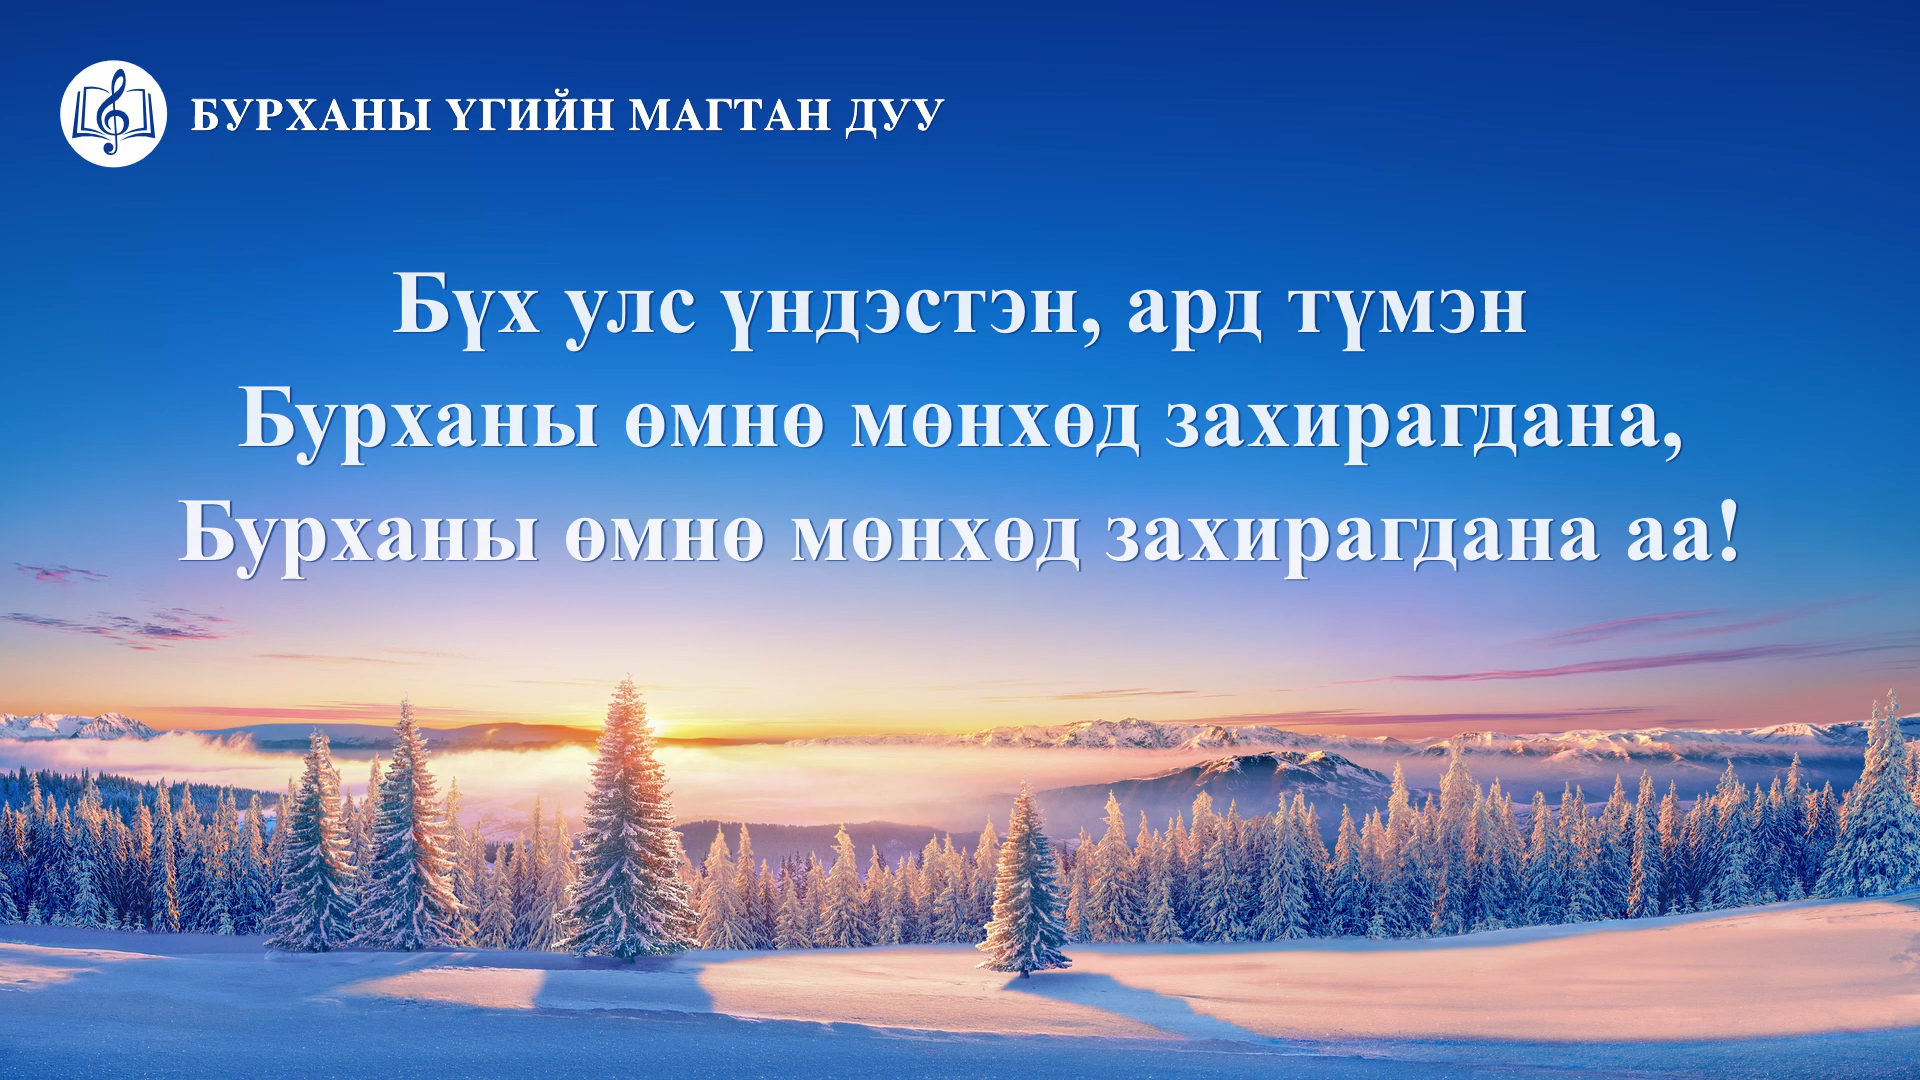 БУРХАНЫ ҮГИЙН МАГТАН ДУУ
Бүх улс үндэстэн, ард түмэн
Бурханы өмнө мөнхөд захирагдана,
Бурханы өмнө мөнхөд захирагдана аа!